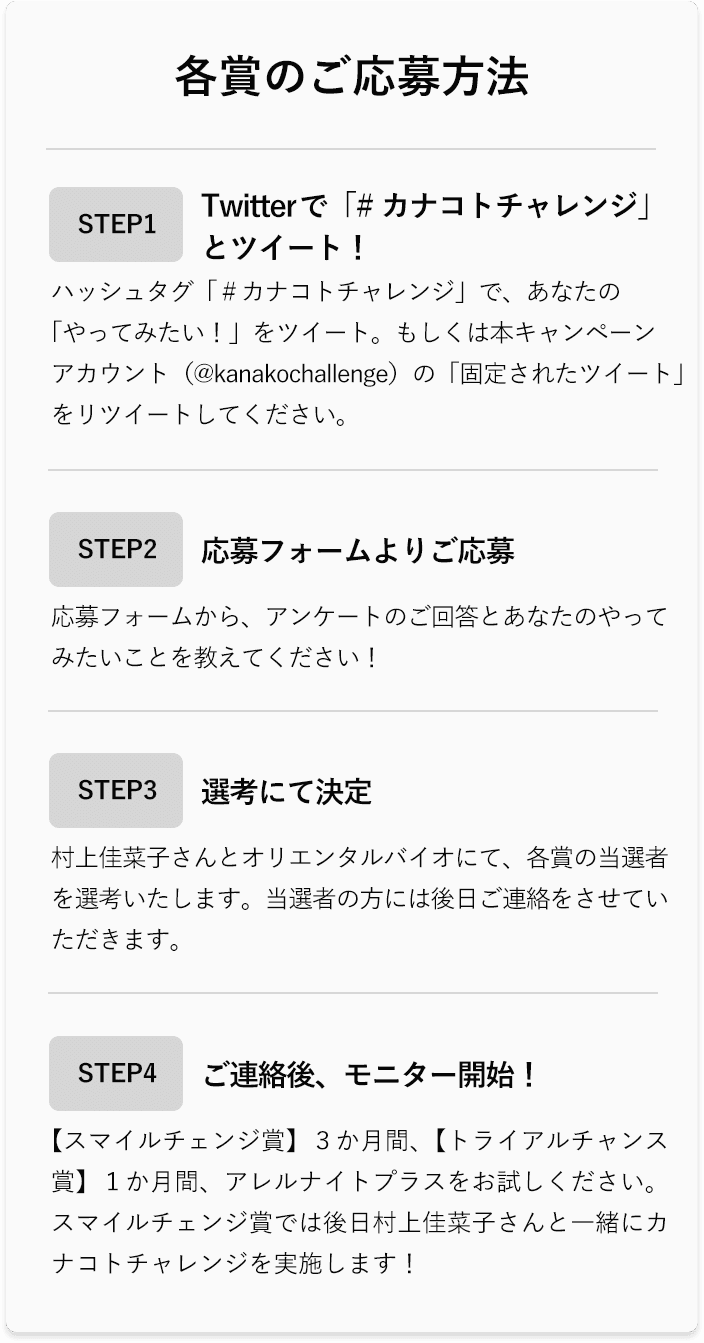 各賞のご応募方法
STEP1
Twitterで「# カナコトチャレンジ」
とツイート！
ハッシュタグ「＃カナコトチャレンジ」で、あなたの
「やってみたい！」をツイート。もしくは本キャンペーン
アカウント（@kanakochallenge）の「固定されたツイート」
をリツイートしてください。
STEP2
応募フォームよりご応募
応募フォームから、アンケートのご回答とあなたのやって
みたいことを教えてください！
STEP3
選考にて決定
村上佳菜子さんとオリエンタルバイオにて、各賞の当選者
を選考いたします。当選者の方には後日ご連絡をさせてい
ただきます。
STEP4
ご連絡後、モニター開始！
【スマイルチェンジ賞】３か月間、【トライアルチャンス
賞】１か月間、アレルナイトプラスをお試しください。
スマイルチェンジ賞では後日村上佳菜子さんと一緒にカ
ナコトチャレンジを実施します！